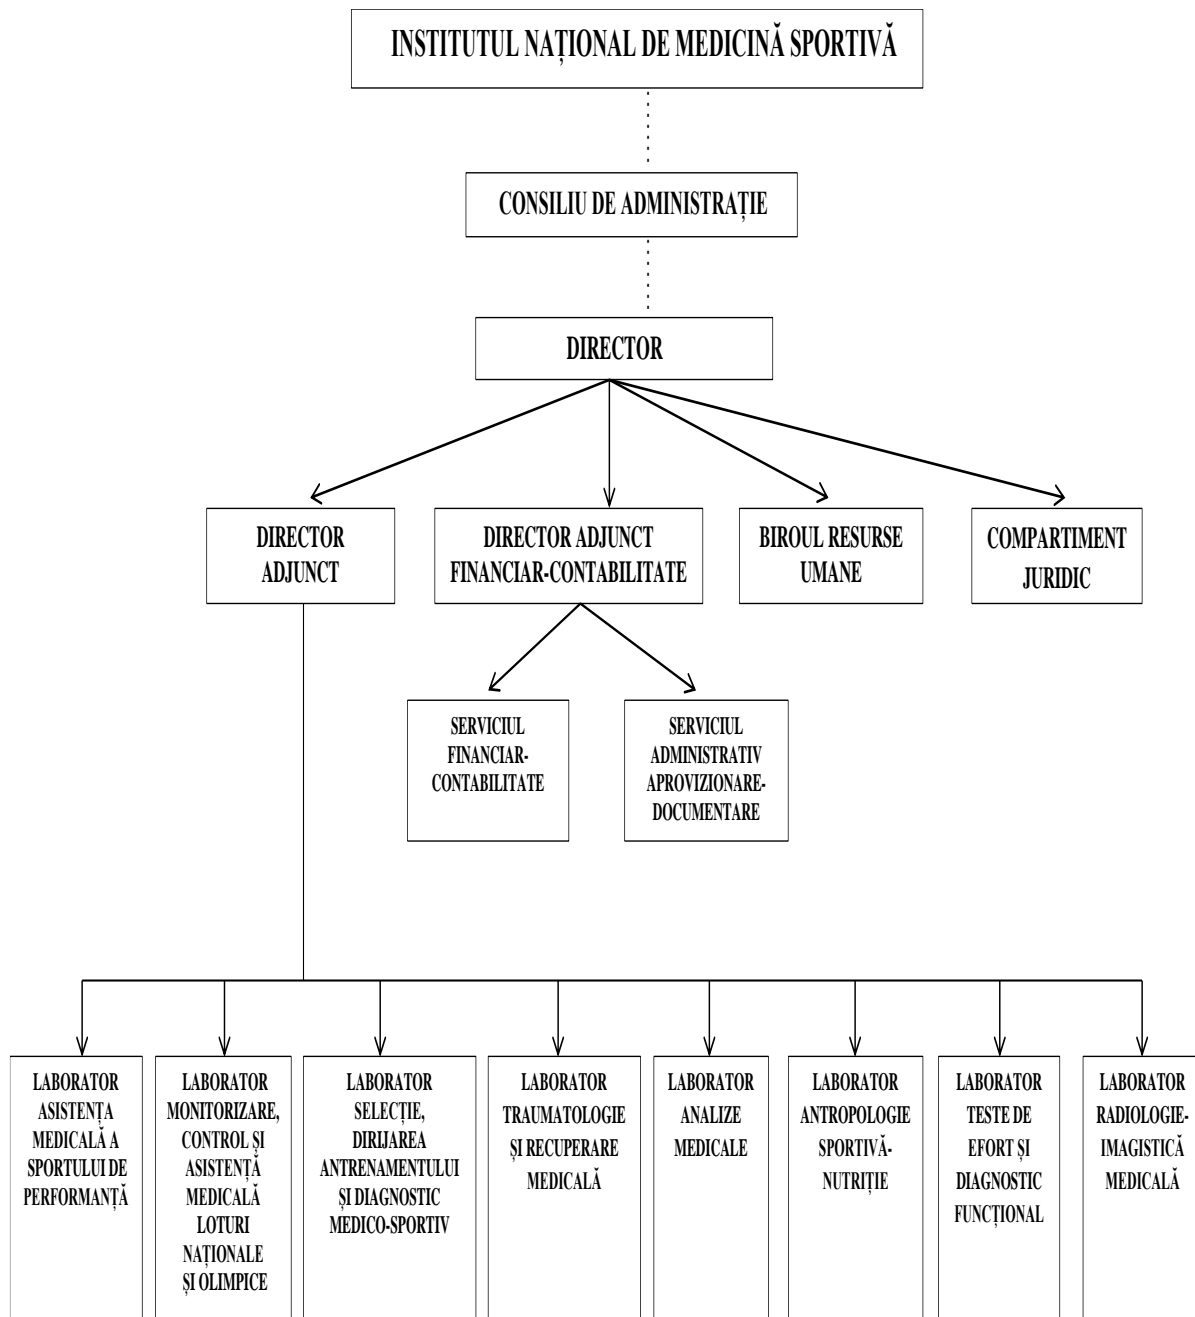 INSTITUTUL NAȚIONAL DE MEDICINĂ SPORTIVĂ
CONSILIU DE ADMINISTRAȚIE
DIRECTOR
DIRECTOR
ADJUNCT
DIRECTOR ADJUNCT
FINANCIAR-CONTABILITATE
BIROUL RESURSE
UMANE
COMPARTIMENT
JURIDIC
SERVICIUL
FINANCIAR-
CONTABILITATE
SERVICIUL
ADMINISTRATIV
APROVIZIONARE-
DOCUMENTARE
LABORATOR
ASISTENȚA
MEDICALĂ A
SPORTULUI DE
PERFORMANȚĂ
LABORATOR
MONITORIZARE,
CONTROL ȘI
ASISTENȚĂ
MEDICALĂ
LOTURI
NAȚIONALE
ȘI OLIMPICE
LABORATOR
SELECȚIE,
DIRIJAREA
ANTRENAMENTULUI
ȘI DIAGNOSTIC
MEDICO-SPORTIV
LABORATOR
TRAUMATOLOGIE
ȘI RECUPERARE
MEDICALĂ
LABORATOR
ANALIZE
MEDICALE
LABORATOR
ANTROPOLOGIE
SPORTIVĂ-
NUTRIȚIE
LABORATOR
TESTE DE
EFORT ȘI
DIAGNOSTIC
FUNCȚIONAL
LABORATOR
RADIOLOGIE-
IMAGISTICĂ
MEDICALĂ